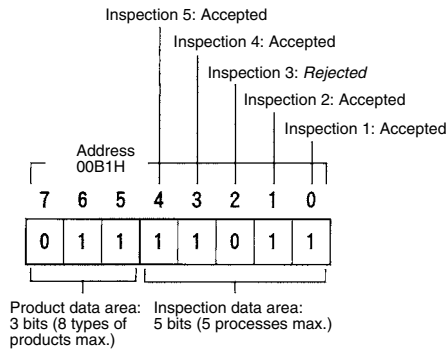 Inspection 5: Accepted
Inspection 4: Accepted
Inspection 3: Rejected
Inspection 2: Accepted
Inspection 1: Accepted
Address
00B1H
7 6 5 4 3 2 1 0
0 1 1 1 1 0 1 1
Product data area:
3 bits (8 types of
products max.)
Inspection data area:
5 bits (5 processes max.)